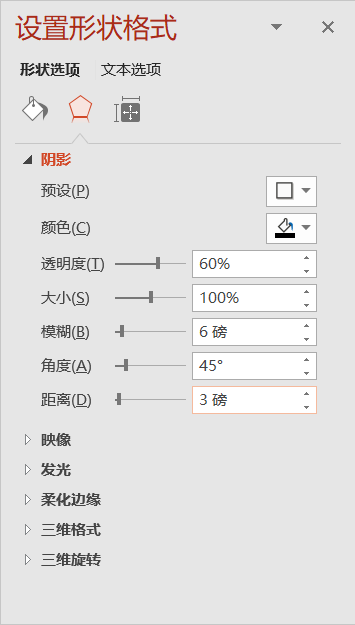 设置形状格式
形状选项 文本选项
阴影
预设(P)
颜色(C)
透明度(T) 60%
大小(S) 100%
模糊(B) 6 磅
角度(A) 45°
距离(D) 3 磅
映像
发光
柔化边缘
三维格式
三维旋转